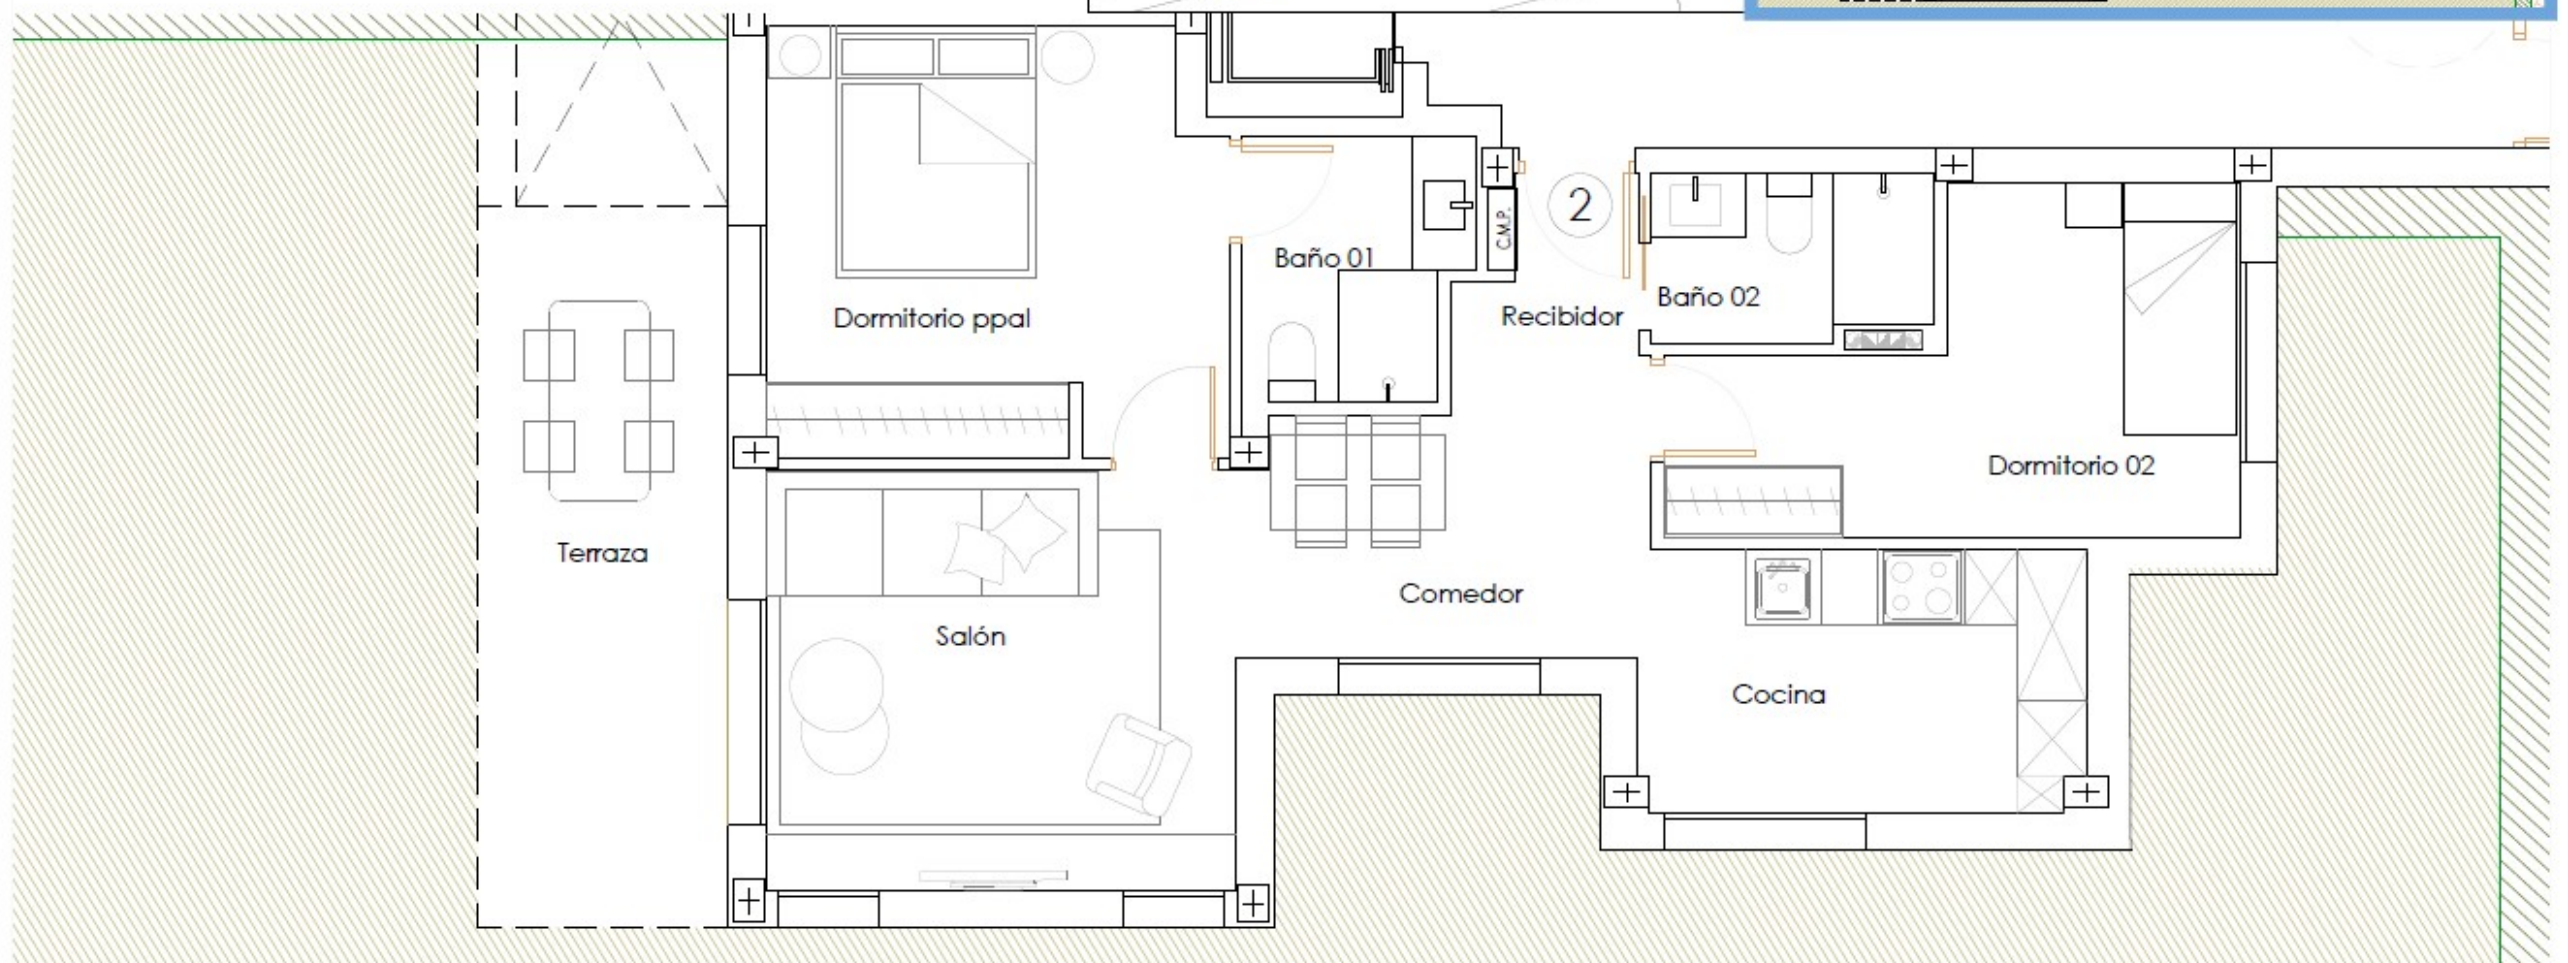 2
C.M.P.
Baño 01
Baño 02
Dormitorio ppal
Recibidor
Dormitorio 02
Terraza
Comedor
Salón
Cocina